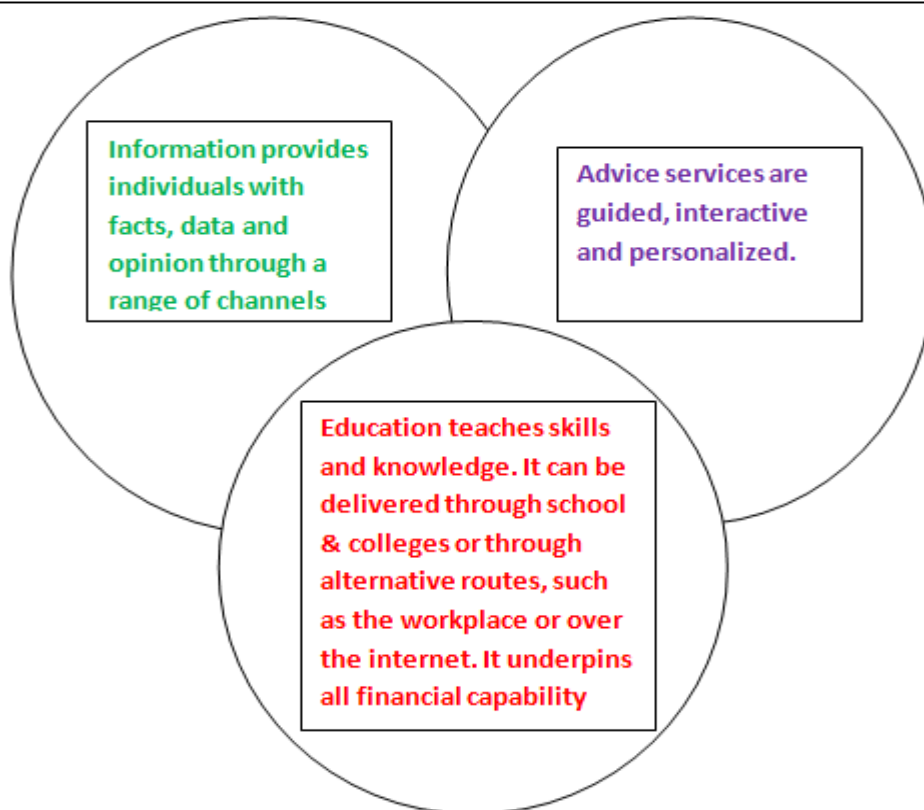 Information provides
individuals with
facts, data and
opinion through a
range of channels
Advice services are
guided, interactive
and personalized.
Education teaches skills
and knowledge. It can be
delivered through school
& colleges or through
alternative routes, such
as the workplace or over
the internet. It underpins
all financial capability